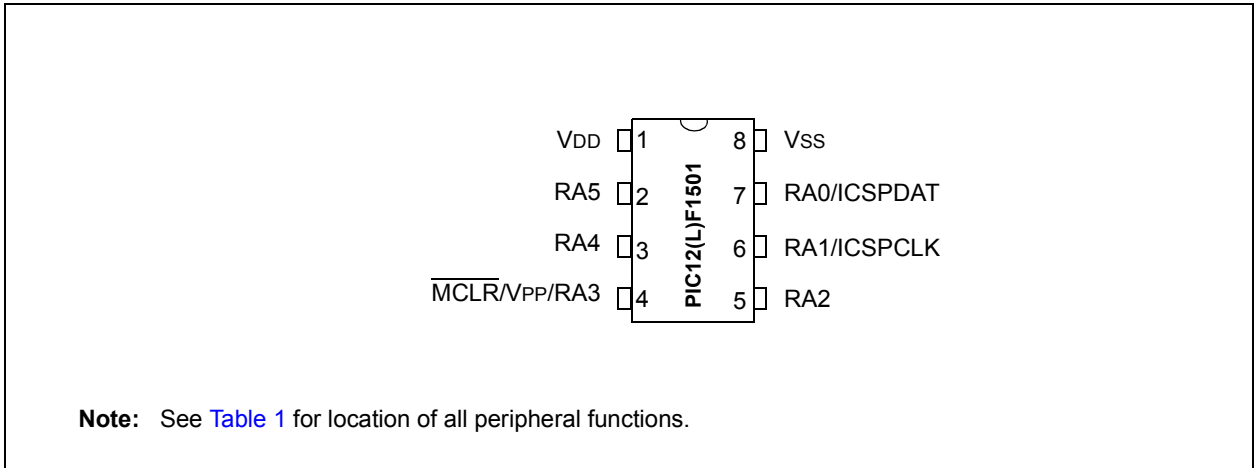 VDD 1 8 VSS
RA5 2 7 RA0/ICSPDAT
RA4 3 6 RA1/ICSPCLK
M̅C̅L̅R̅/VPP/RA3 4 5 RA2
PIC12(L)F1501
Note: See Table 1 for location of all peripheral functions.